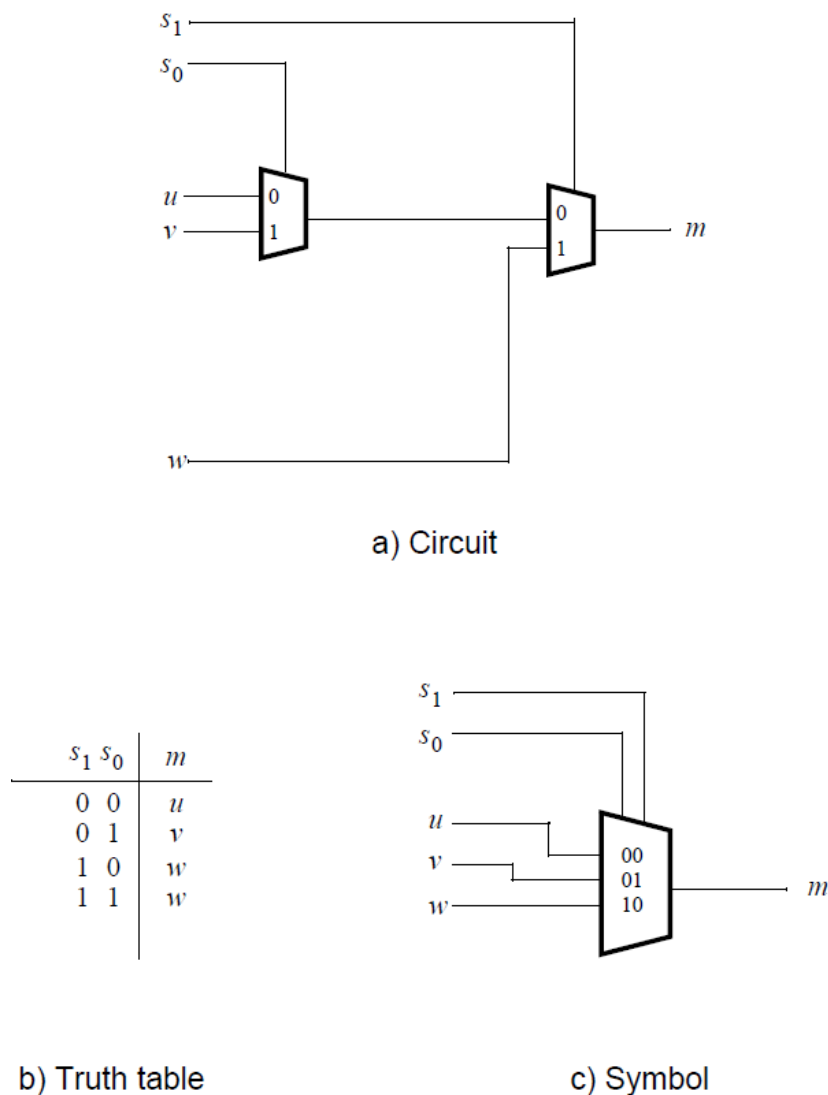 s1
s0
u
0
v
1
0
1
m
w
a) Circuit
s1 s0 m
0 0 u
0 1 v
1 0 w
1 1 w
s1
s0
u
v
w
00
01
10
m
b) Truth table
c) Symbol